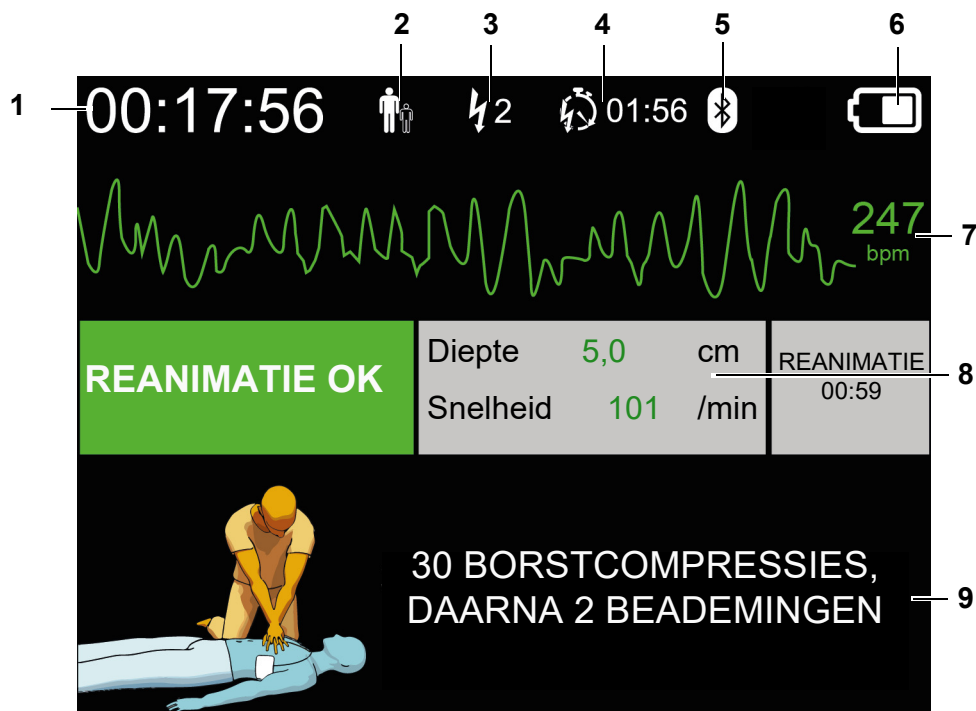 2 3 4 5 6
1 00:17:56 2 01:56
247
bpm 7
REANIMATIE OK
Diepte 5,0 cm
Snelheid 101 /min
REANIMATIE
00:59
8
30 BORSTCOMPRESSIES,
DAARNA 2 BEADEMINGEN
9